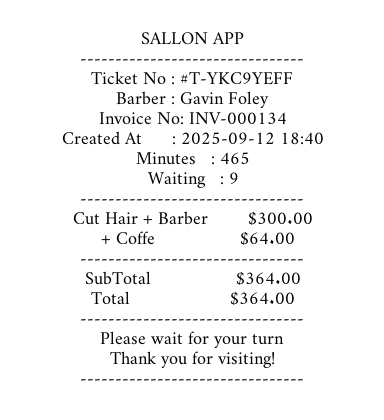 SALLON APP
--------------------------------
Ticket No : #T-YKC9YEFF
Barber : Gavin Foley
Invoice No: INV-000134
Created At : 2025-09-12 18:40
Minutes : 465
Waiting : 9
--------------------------------
Cut Hair + Barber $300.00
+ Coffe $64.00
--------------------------------
SubTotal $364.00
Total $364.00
--------------------------------
Please wait for your turn
Thank you for visiting!
--------------------------------